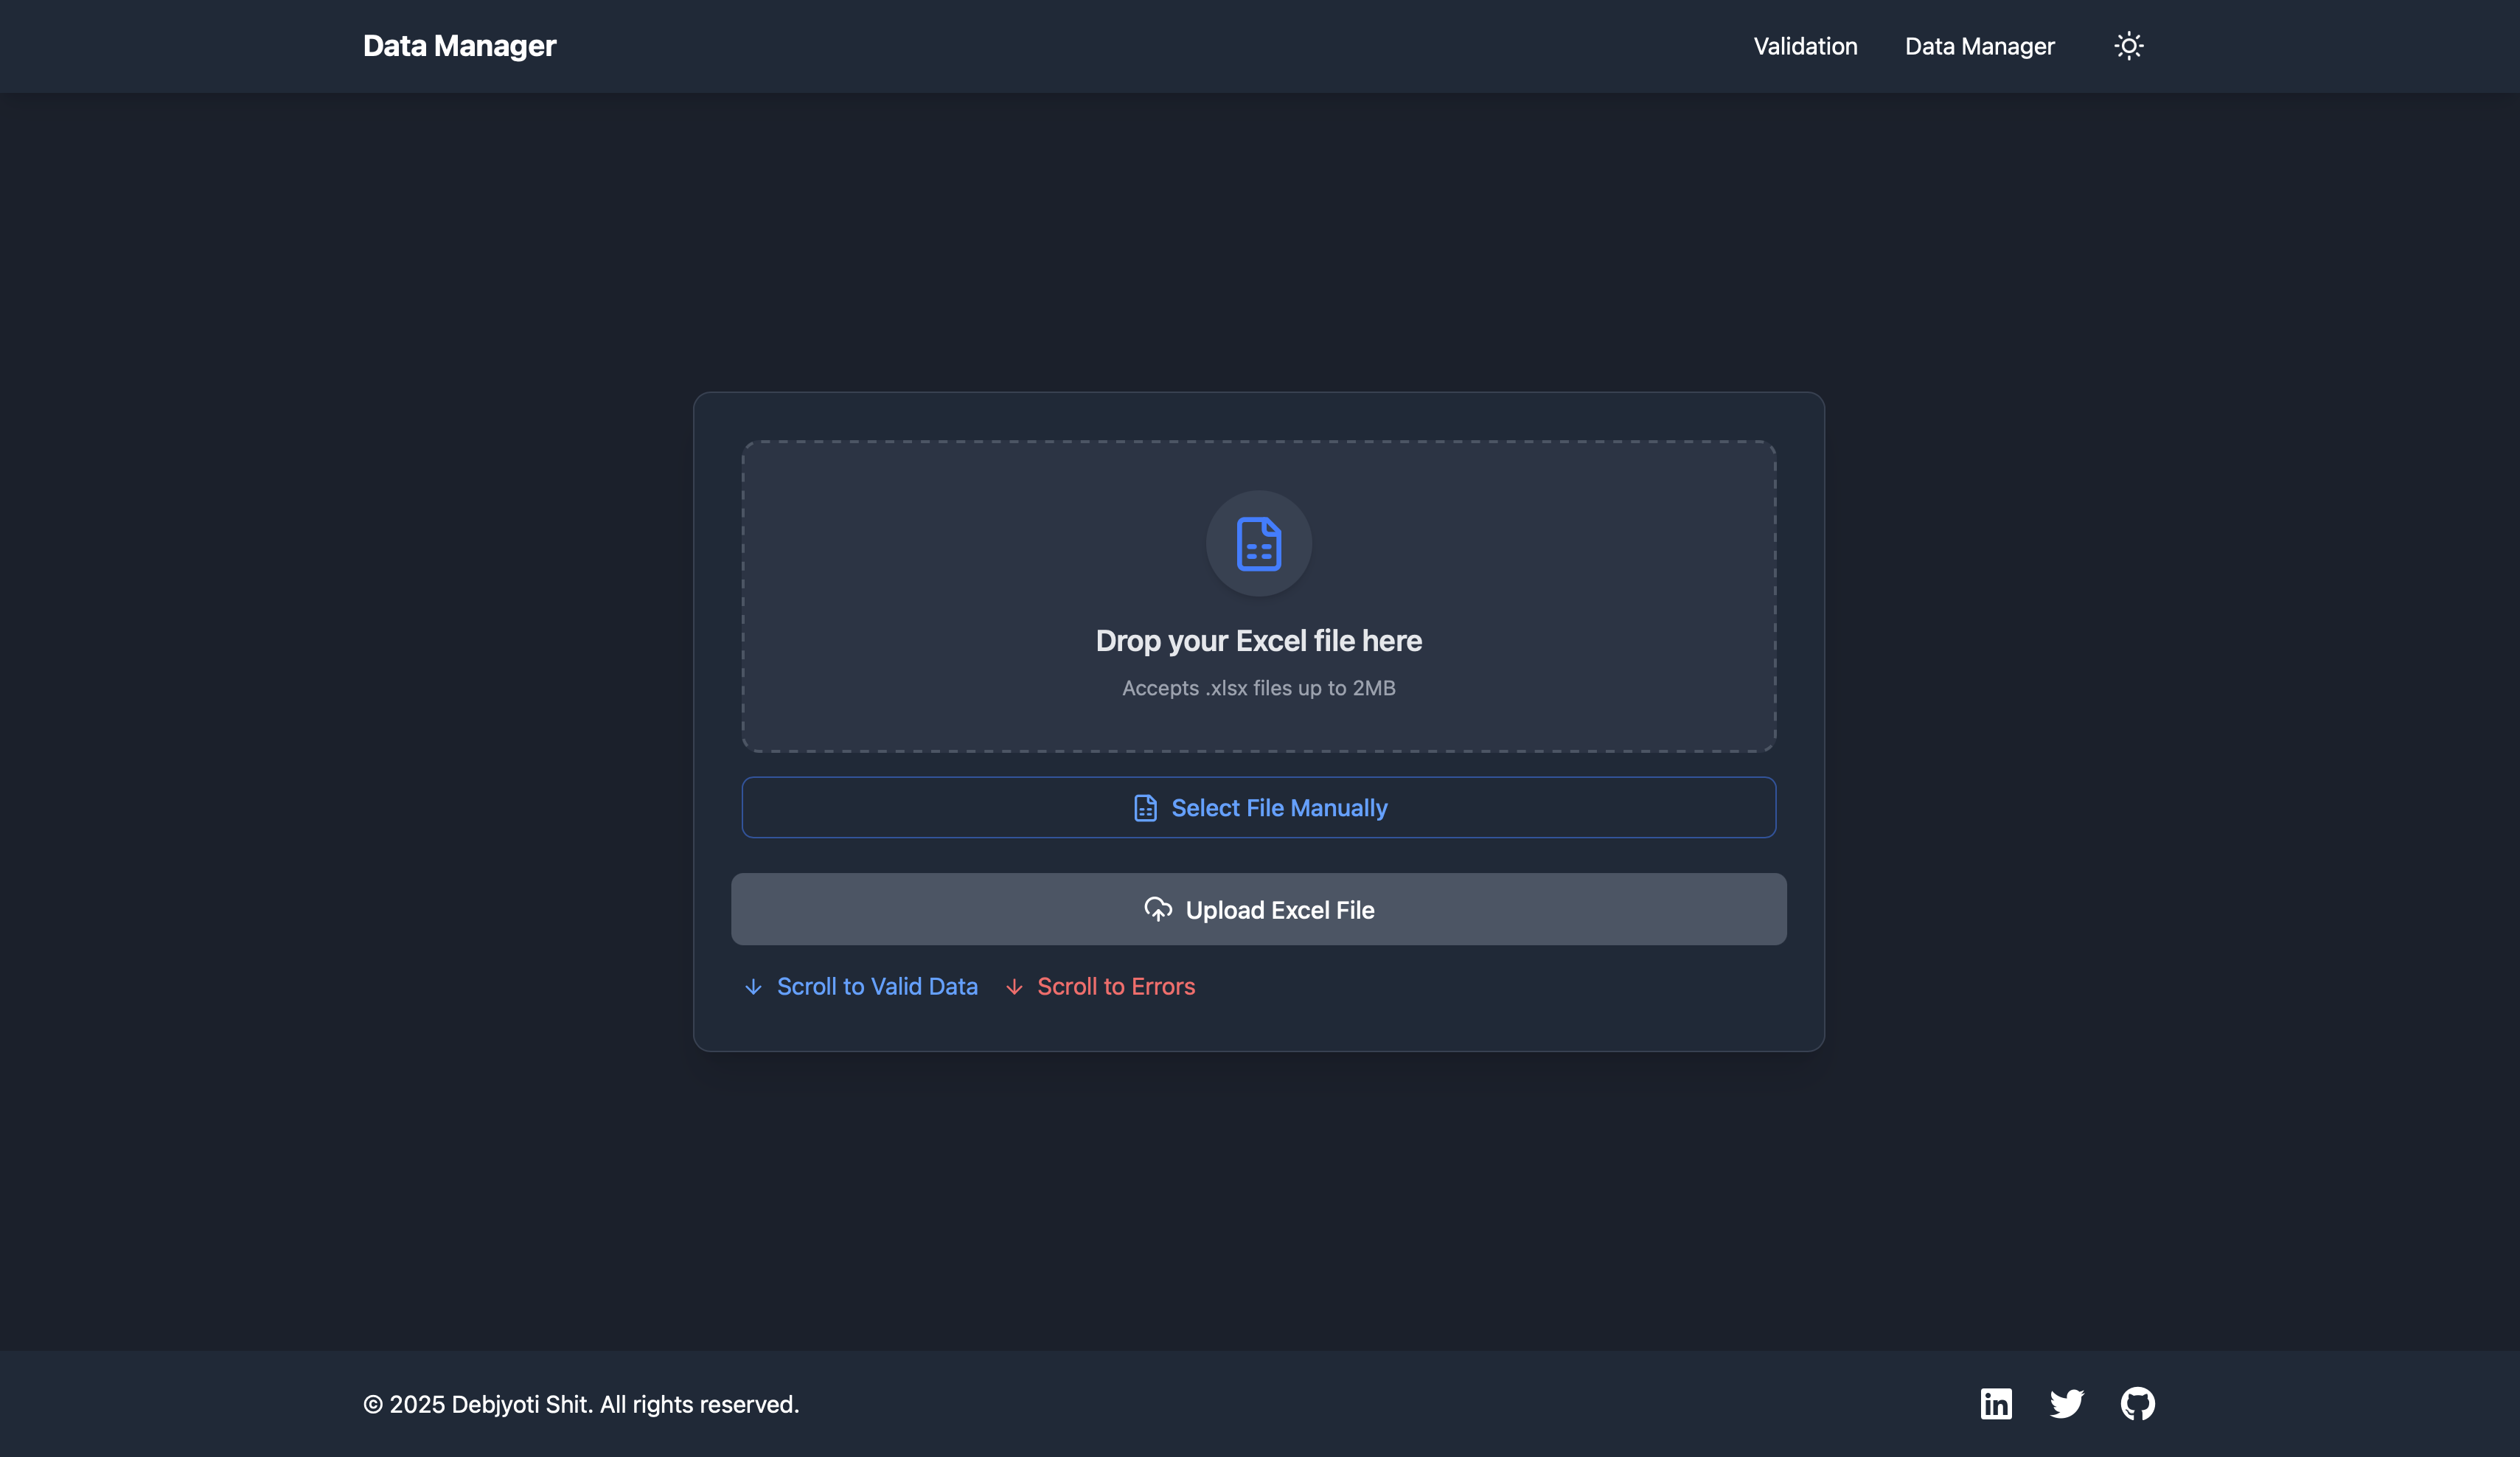 Data Manager
Validation
Data Manager
Drop your Excel file here
Accepts .xlsx files up to 2MB
Select File Manually
Upload Excel File
Scroll to Valid Data
Scroll to Errors
© 2025 Debjyoti Shit. All rights reserved.
in